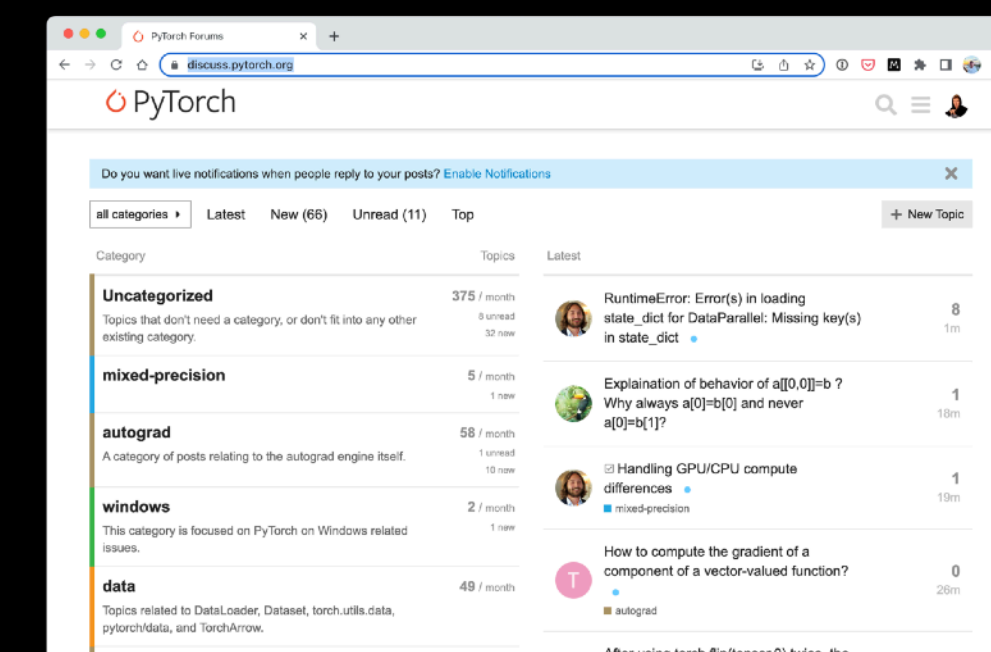 PyTorch Forums
discuss.pytorch.org
PyTorch
Do you want live notifications when people reply to your posts? Enable Notifications
all categories
Latest
New (66)
Unread (11)
Top
+ New Topic
Category
Topics
Uncategorized
375 / month
Topics that don't need a category, or don't fit into any other
8 unread
existing category.
32 new
mixed-precision
5 / month
1 new
autograd
58 / month
A category of posts relating to the autograd engine itself.
1 unread
10 new
windows
2 / month
This category is focused on PyTorch on Windows related
1 new
issues.
data
49 / month
Topics related to DataLoader, Dataset, torch.utils.data,
pytorch/data, and TorchArrow.
Latest
RuntimeError: Error(s) in loading
state_dict for DataParallel: Missing key(s)
in state_dict
8
1m
Explaination of behavior of a[[0,0]]=b ?
Why always a[0]=b[0] and never
a[0]=b[1]?
1
18m
Handling GPU/CPU compute
differences
mixed-precision
1
19m
T
How to compute the gradient of a
component of a vector-valued function?
autograd
0
26m